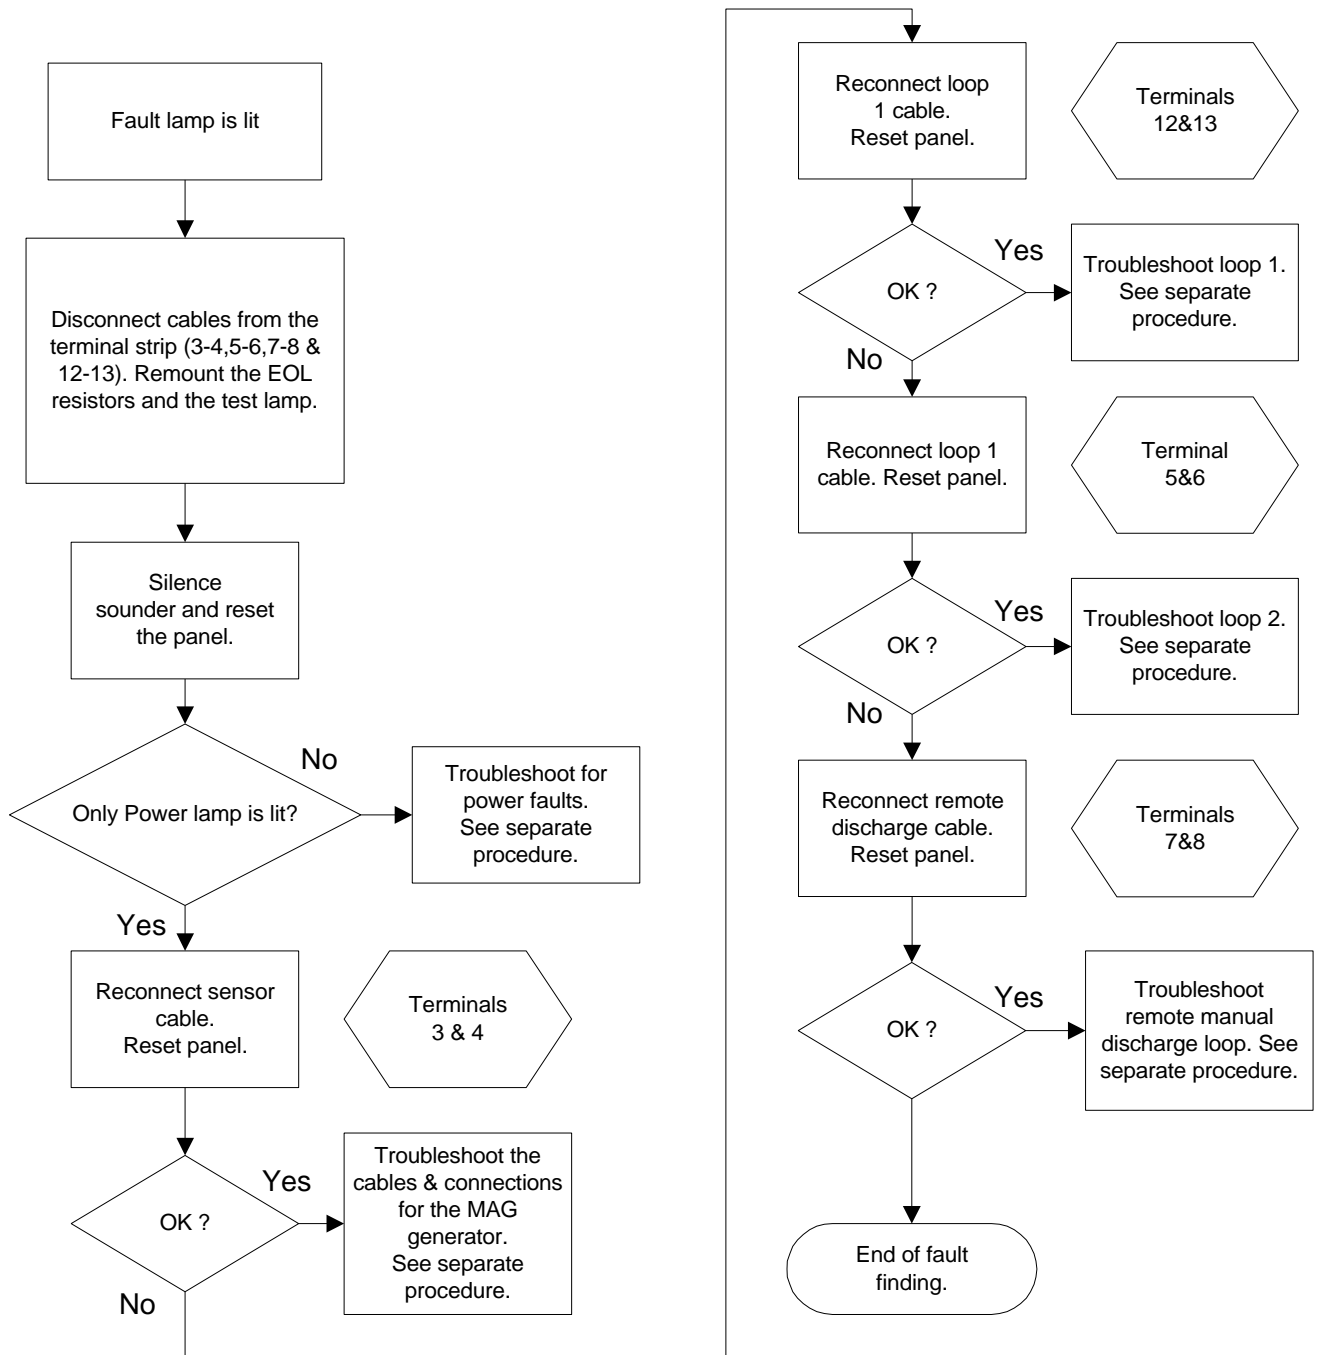 Fault lamp is lit
Disconnect cables from the
terminal strip (3-4,5-6,7-8 &
12-13). Remount the EOL
resistors and the test lamp.
Silence
sounder and reset
the panel.
Only Power lamp is lit?
No
Troubleshoot for
power faults.
See separate
procedure.
Yes
Reconnect sensor
cable.
Reset panel.
Terminals
3 & 4
OK ?
Yes
Troubleshoot the
cables & connections
for the MAG
generator.
See separate
procedure.
No
Reconnect loop
1 cable.
Reset panel.
Terminals
12&13
OK ?
Yes
Troubleshoot loop 1.
See separate
procedure.
No
Reconnect loop 1
cable. Reset panel.
Terminal
5&6
OK ?
Yes
Troubleshoot loop 2.
See separate
procedure.
No
Reconnect remote
discharge cable.
Reset panel.
Terminals
7&8
OK ?
Yes
Troubleshoot
remote manual
discharge loop. See
separate procedure.
End of fault
finding.